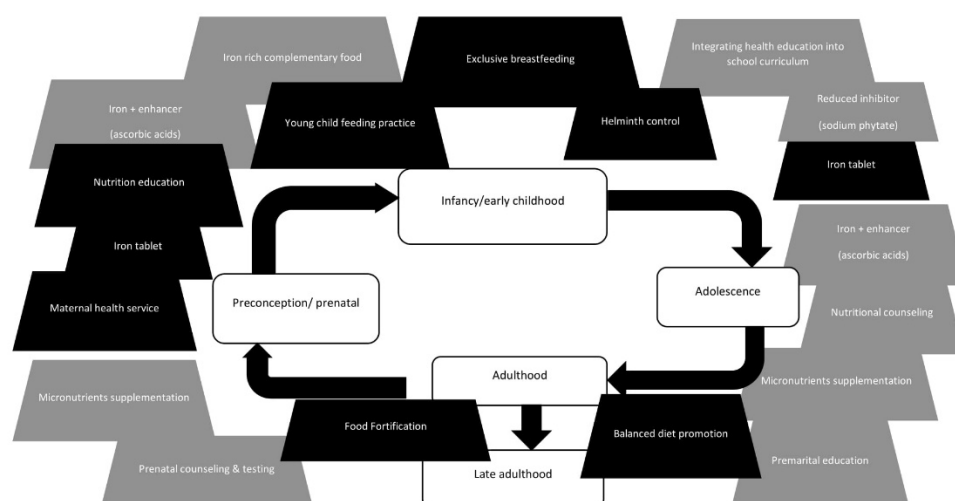 Iron rich complementary food
Exclusive breastfeeding
Integrating health education into
school curriculum
Iron + enhancer
(ascorbic acids)
Young child feeding practice
Helminth control
Reduced inhibitor
(sodium phytate)
Nutrition education
Iron tablet
Infancy/early childhood
Iron tablet
Iron + enhancer
(ascorbic acids)
Maternal health service
Preconception/ prenatal
Adolescence
Nutritional counseling
Micronutrients supplementation
Adulthood
Micronutrients supplementation
Food Fortification
Balanced diet promotion
Prenatal counseling & testing
Late adulthood
Premarital education